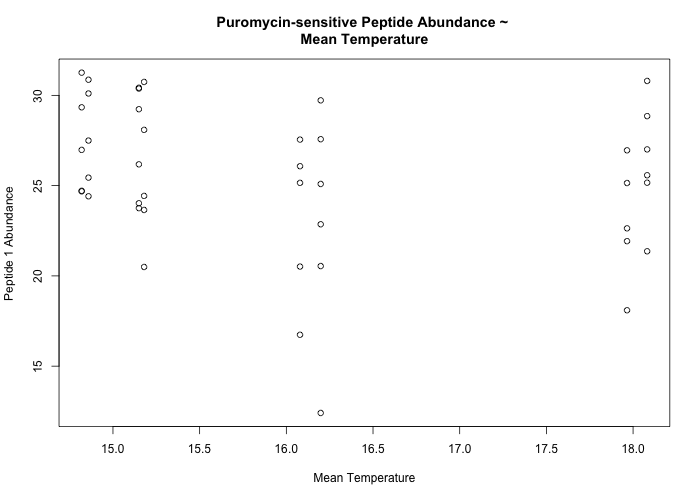 Puromycin-sensitive Peptide Abundance ~
Mean Temperature
Peptide 1 Abundance
30
25
20
15
15.0 15.5 16.0 16.5 17.0 17.5 18.0
Mean Temperature